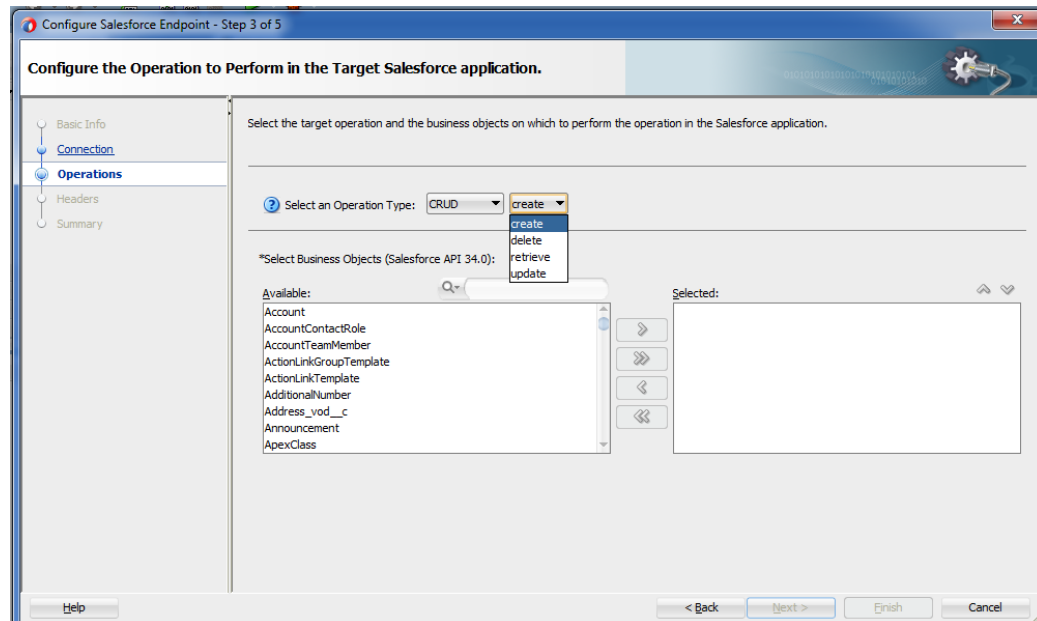 Configure Salesforce Endpoint - Step 3 of 5
Configure the Operation to Perform in the Target Salesforce application.
Basic Info
Connection
Operations
Headers
Summary
Select the target operation and the business objects on which to perform the operation in the Salesforce application.
Select an Operation Type: CRUD create
create
delete
retrieve
update
*Select Business Objects (Salesforce API 34.0):
Available:
Selected:
Account
AccountContactRole
AccountTeamMember
ActionLinkGroupTemplate
ActionLinkTemplate
AdditionalNumber
Address_vod__c
Announcement
ApexClass
Help
< Back
Next >
Finish
Cancel